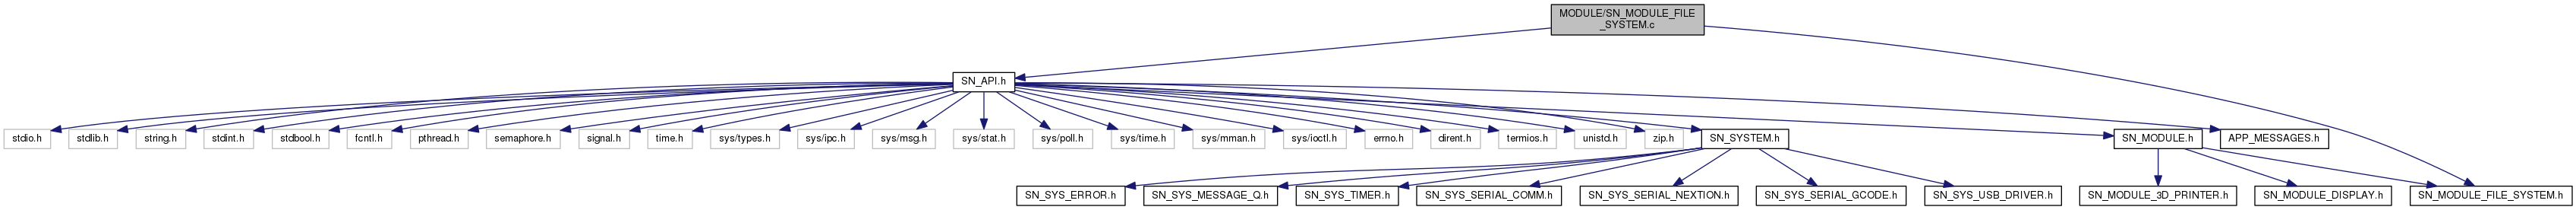 MODULE/SN_MODULE_FILE
_SYSTEM.c
SN_API.h
stdio.h
stdlib.h
string.h
stdint.h
stdbool.h
fcntl.h
pthread.h
semaphore.h
signal.h
time.h
sys/types.h
sys/ipc.h
sys/msg.h
sys/stat.h
sys/poll.h
sys/time.h
sys/mman.h
sys/ioctl.h
errno.h
dirent.h
termios.h
unistd.h
zip.h
SN_SYSTEM.h
SN_MODULE.h
APP_MESSAGES.h
SN_SYS_ERROR.h
SN_SYS_MESSAGE_Q.h
SN_SYS_TIMER.h
SN_SYS_SERIAL_COMM.h
SN_SYS_SERIAL_NEXTION.h
SN_SYS_SERIAL_GCODE.h
SN_SYS_USB_DRIVER.h
SN_MODULE_3D_PRINTER.h
SN_MODULE_DISPLAY.h
SN_MODULE_FILE_SYSTEM.h